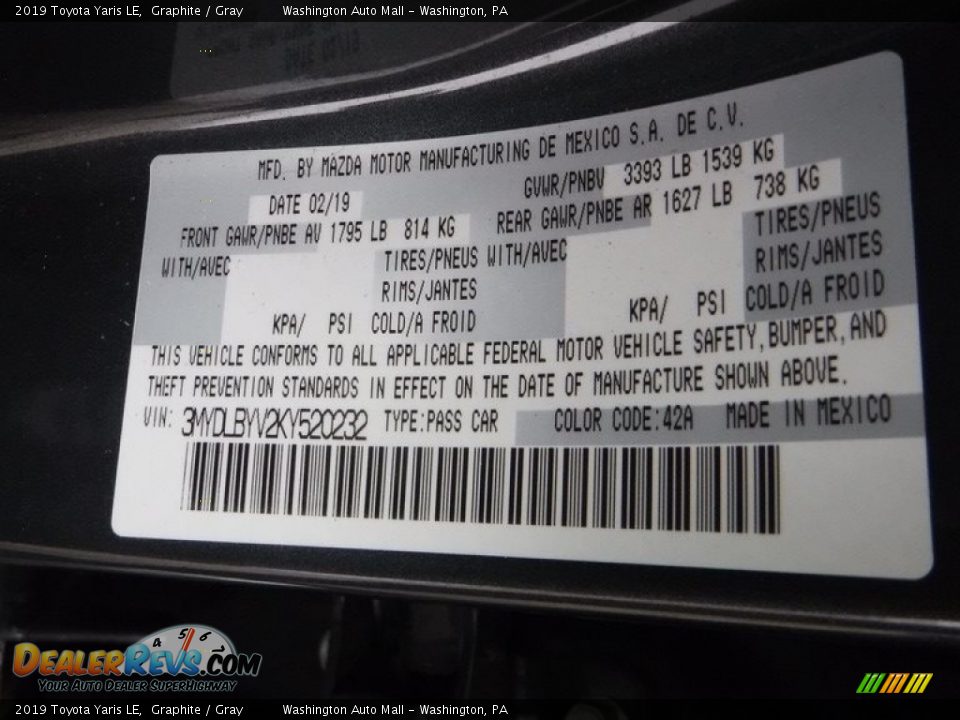 2019 Toyota Yaris LE, Graphite / Gray Washington Auto Mall - Washington, PA
MFD. BY MAZDA MOTOR MANUFACTURING DE MEXICO S.A. DE C.V.
DATE 02/19 GVWR/PNBV 3393 LB 1539 KG
FRONT GAWR/PNBE AV 1795 LB 814 KG REAR GAWR/PNBE AR 1627 LB 738 KG
WITH/AVEC TIRES/PNEUS WITH/AVEC TIRES/PNEUS
RIMS/JANTES RIMS/JANTES
KPA/ PSI COLD/A FROID KPA/ PSI COLD/A FROID
THIS VEHICLE CONFORMS TO ALL APPLICABLE FEDERAL MOTOR VEHICLE SAFETY, BUMPER, AND
THEFT PREVENTION STANDARDS IN EFFECT ON THE DATE OF MANUFACTURE SHOWN ABOVE.
VIN: 3MYDLBYV2KY520232 TYPE:PASS CAR COLOR CODE:42A MADE IN MEXICO
4 5 6
DealerRevs.com
Your Auto Dealer SuperHighway
2019 Toyota Yaris LE, Graphite / Gray Washington Auto Mall - Washington, PA